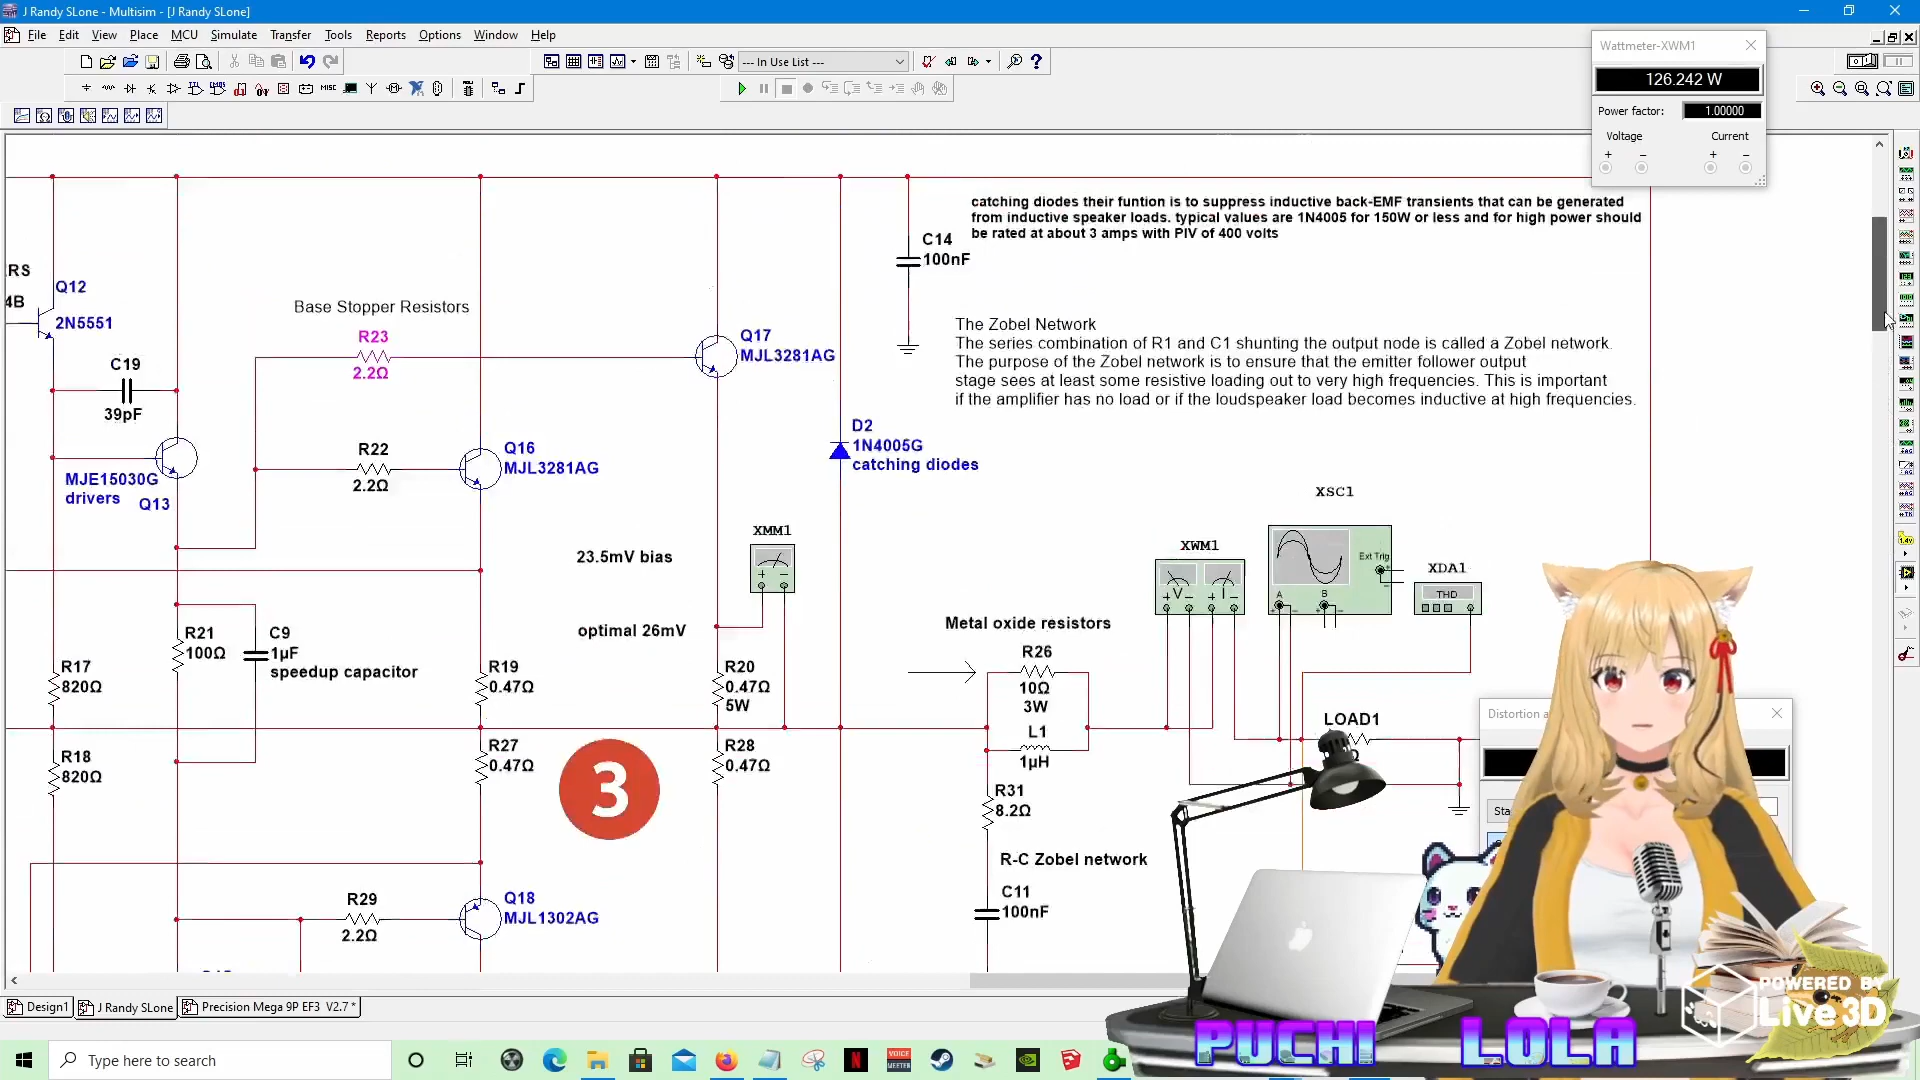 J Randy SLone - Multisim - [J Randy SLone]
File Edit View Place MCU Simulate Transfer Tools Reports Options Window Help
--- In Use List ---
MISC
Wattmeter-XWM1
126.242 W
Power factor: 1.00000
Voltage Current
+ − + −
catching diodes their funtion is to suppress inductive back-EMF transients that can be generated
from inductive speaker loads. typical values are 1N4005 for 150W or less and for high power should
be rated at about 3 amps with PIV of 400 volts
C14
100nF
RS
4B
Q12
2N5551
Base Stopper Resistors
R23
2.2Ω
Q17
MJL3281AG
The Zobel Network
The series combination of R1 and C1 shunting the output node is called a Zobel network.
The purpose of the Zobel network is to ensure that the emitter follower output
stage sees at least some resistive loading out to very high frequencies. This is important
if the amplifier has no load or if the loudspeaker load becomes inductive at high frequencies.
C19
39pF
MJE15030G
drivers
Q13
R22
2.2Ω
Q16
MJL3281AG
D2
1N4005G
catching diodes
XSC1
XMM1
23.5mV bias
optimal 26mV
XWM1
V I
Ext Trig
A B
XDA1
THD
Metal oxide resistors
R26
10Ω
3W
L1
1µH
R21
100Ω
C9
1µF
speedup capacitor
R17
820Ω
R18
820Ω
R19
0.47Ω
R20
0.47Ω
5W
R27
0.47Ω
3
R28
0.47Ω
R31
8.2Ω
R-C Zobel network
C11
100nF
LOAD1
Distortion a
Sta
R29
2.2Ω
Q18
MJL1302AG
Design1 J Randy SLone Precision Mega 9P EF3 V2.7 *
Type here to search
VOICE
MEETER
PUCHI LOLA
POWERED BY
Live3D